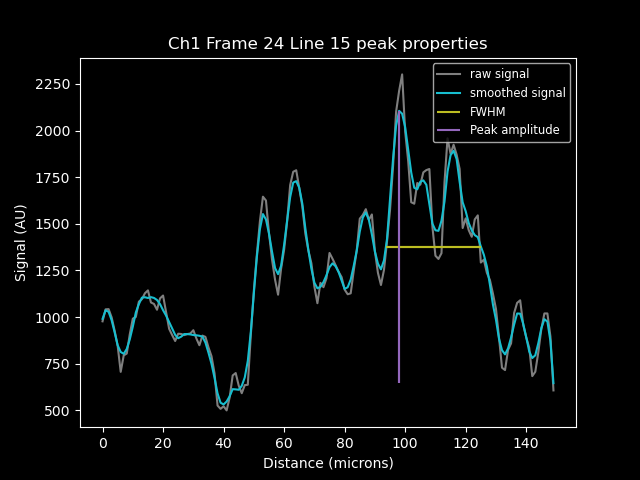 Ch1 Frame 24 Line 15 peak properties
raw signal
smoothed signal
FWHM
Peak amplitude
Signal (AU)
2250
2000
1750
1500
1250
1000
750
500
0 20 40 60 80 100 120 140
Distance (microns)